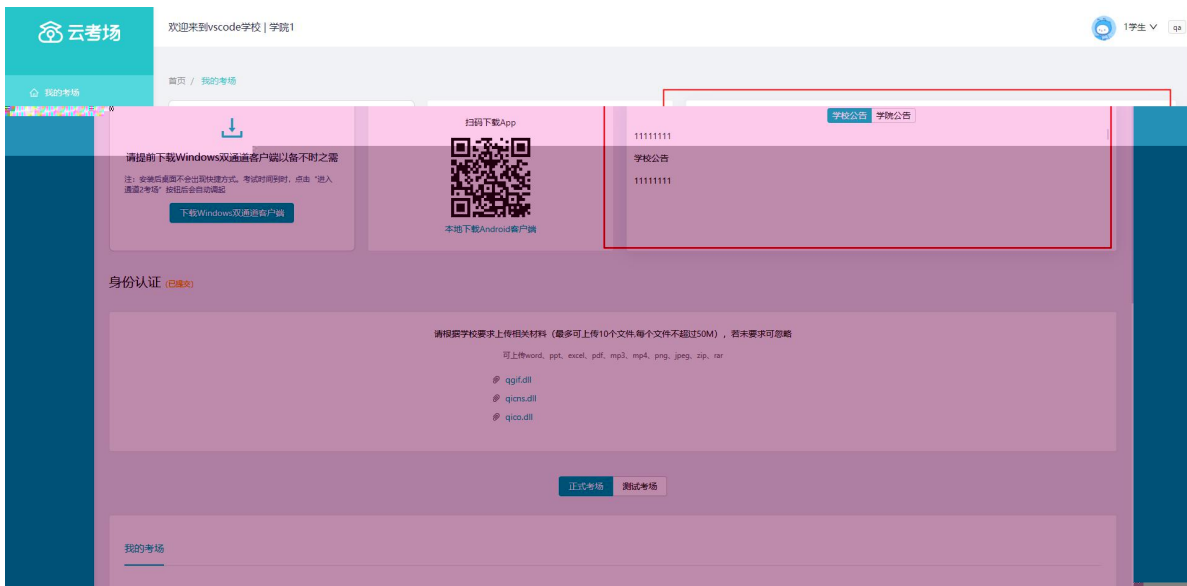 云考场
欢迎来到vscode学校 | 学院1
1学生
qa
我的考场
首页 / 我的考场
请提前下载Windows双通道客户端以备不时之需
注：安装后桌面不会出现快捷方式。考试时间到时，点击“进入
通道2考场”按钮后会自动调起
下载Windows双通道客户端
扫码下载App
本地下载Android客户端
学校公告 学院公告
11111111
学校公告
11111111
身份认证 (已提交)
请根据学校要求上传相关材料（最多可上传10个文件,每个文件不超过50M），若未要求可忽略
可上传word、ppt、excel、pdf、mp3、mp4、png、jpeg、zip、rar
qgif.dll
qicns.dll
qico.dll
正式考场 测试考场
我的考场